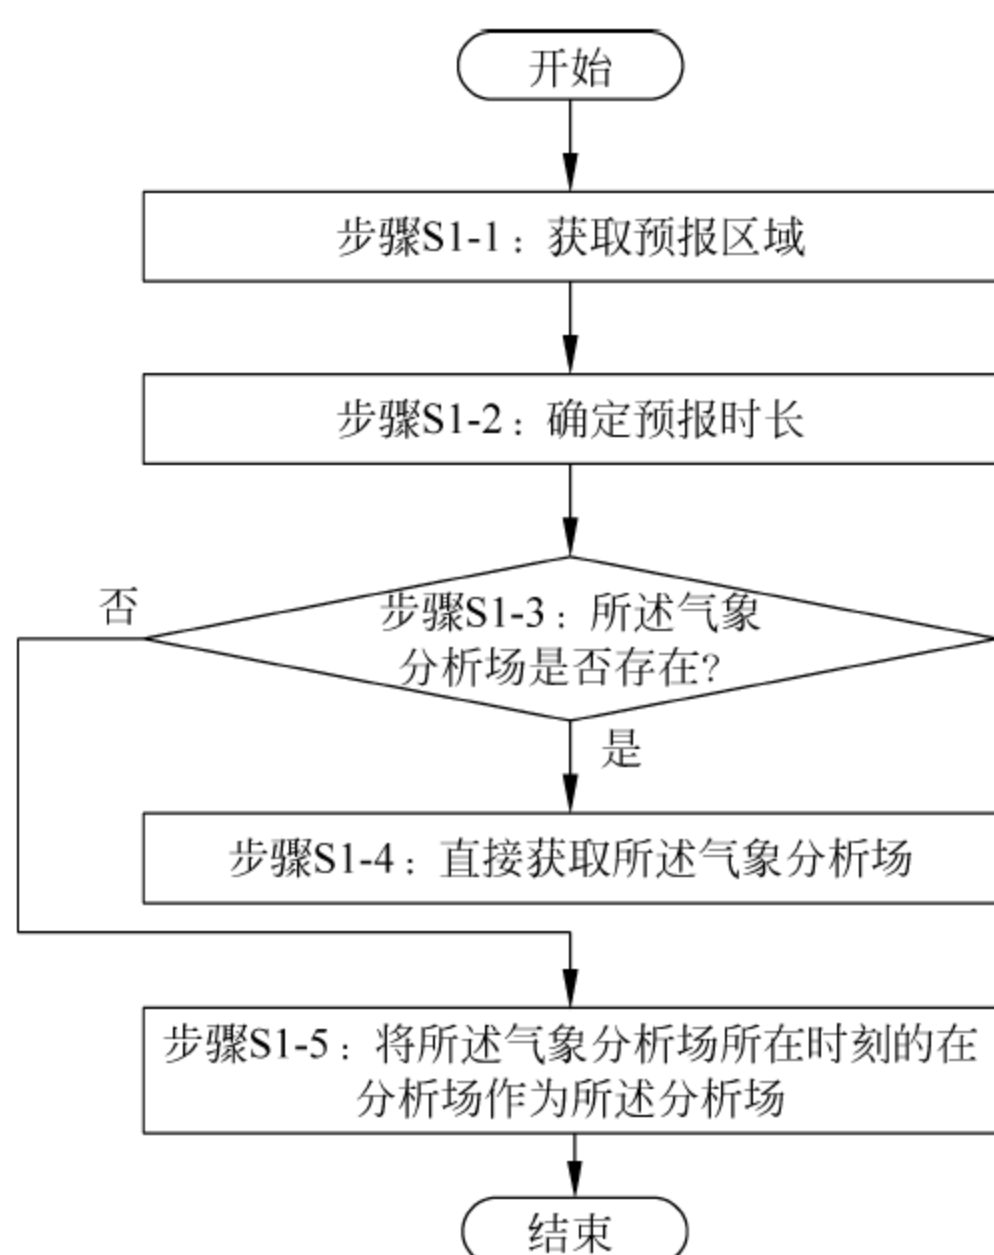 开始
步骤S1-1：获取预报区域
步骤S1-2：确定预报时长
否
步骤S1-3：所述气象
分析场是否存在?
是
步骤S1-4：直接获取所述气象分析场
步骤S1-5：将所述气象分析场所在时刻的在
分析场作为所述分析场
结束